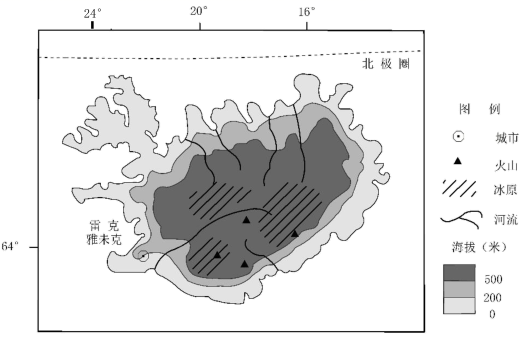 24°
20°
16°
北极圈
雷克
雅未克
64°
图 例
城市
火山
冰原
河流
海拔（米）
500
200
0